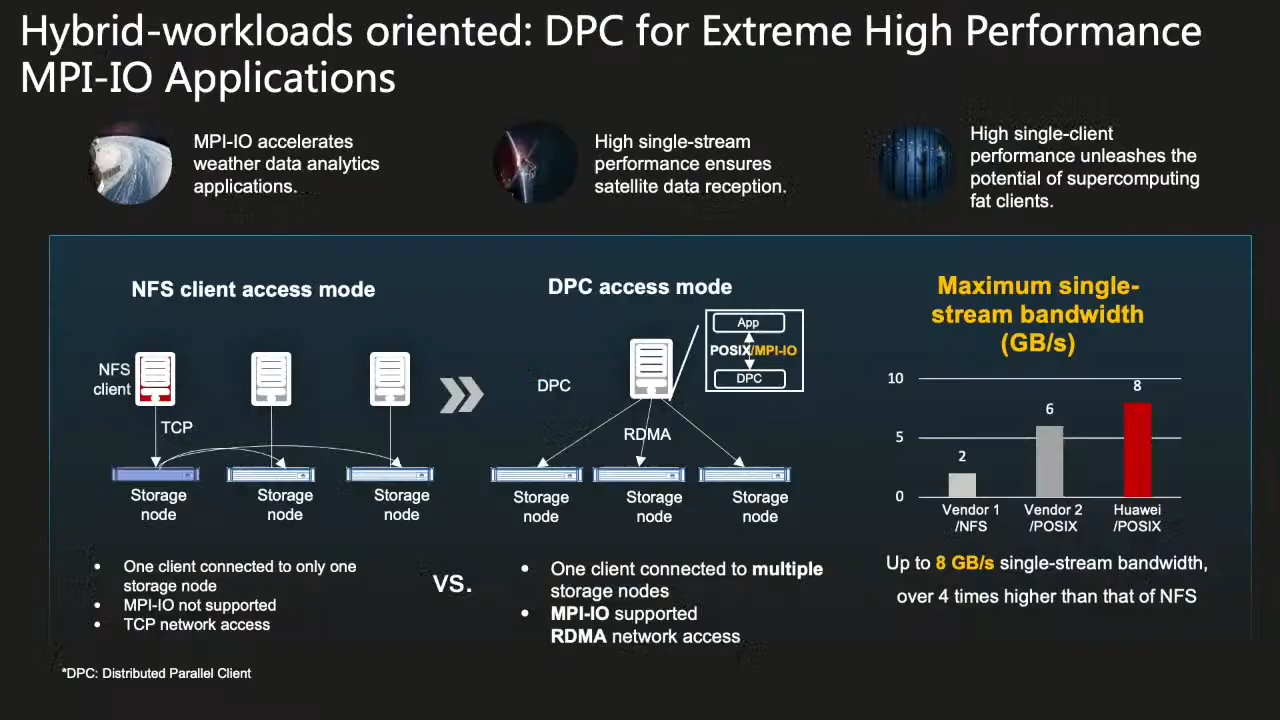 Hybrid-workloads oriented: DPC for Extreme High Performance
MPI-IO Applications
MPI-IO accelerates
weather data analytics
applications.
High single-stream
performance ensures
satellite data reception.
High single-client
performance unleashes the
potential of supercomputing
fat clients.
NFS client access mode
NFS
client
TCP
Storage
node
Storage
node
Storage
node
One client connected to only one
storage node
MPI-IO not supported
TCP network access
VS.
DPC access mode
App
POSIX/MPI-IO
DPC
DPC
RDMA
Storage
node
Storage
node
Storage
node
One client connected to multiple
storage nodes
MPI-IO supported
RDMA network access
Maximum single-
stream bandwidth
(GB/s)
10
5
0
2
6
8
Vendor 1
/NFS
Vendor 2
/POSIX
Huawei
/POSIX
Up to 8 GB/s single-stream bandwidth,
over 4 times higher than that of NFS
*DPC: Distributed Parallel Client